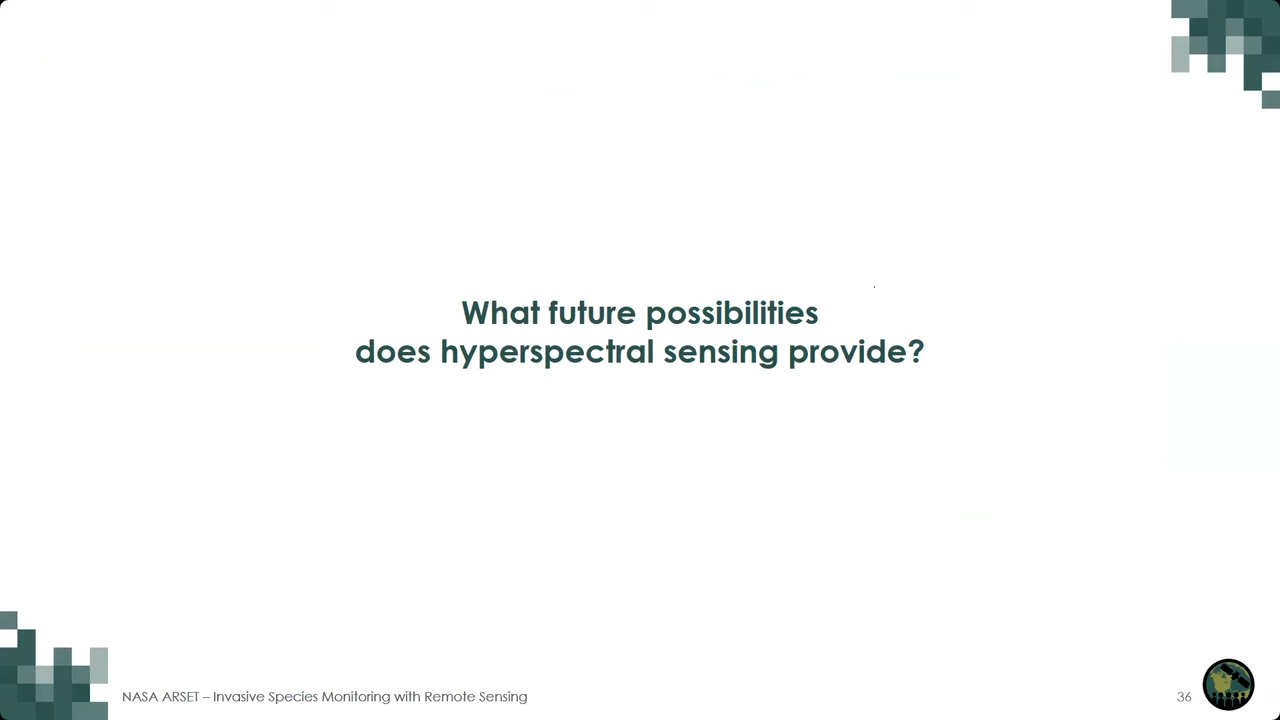 What future possibilities
does hyperspectral sensing provide?
NASA ARSET – Invasive Species Monitoring with Remote Sensing
36